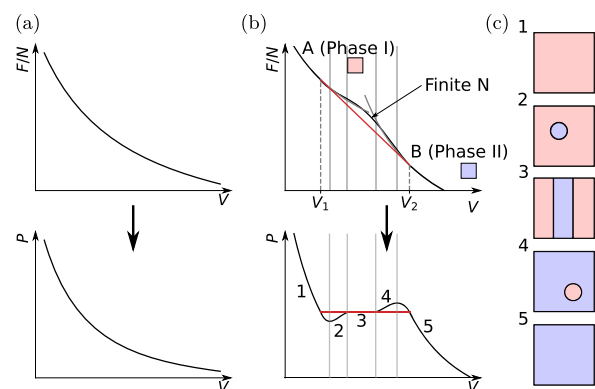 (a)
F/N
V
P
V
(b)
F/N
A (Phase I)
Finite N
B (Phase II)
V1
V2
V
P
1
2
3
4
5
V
(c)
1
2
3
4
5